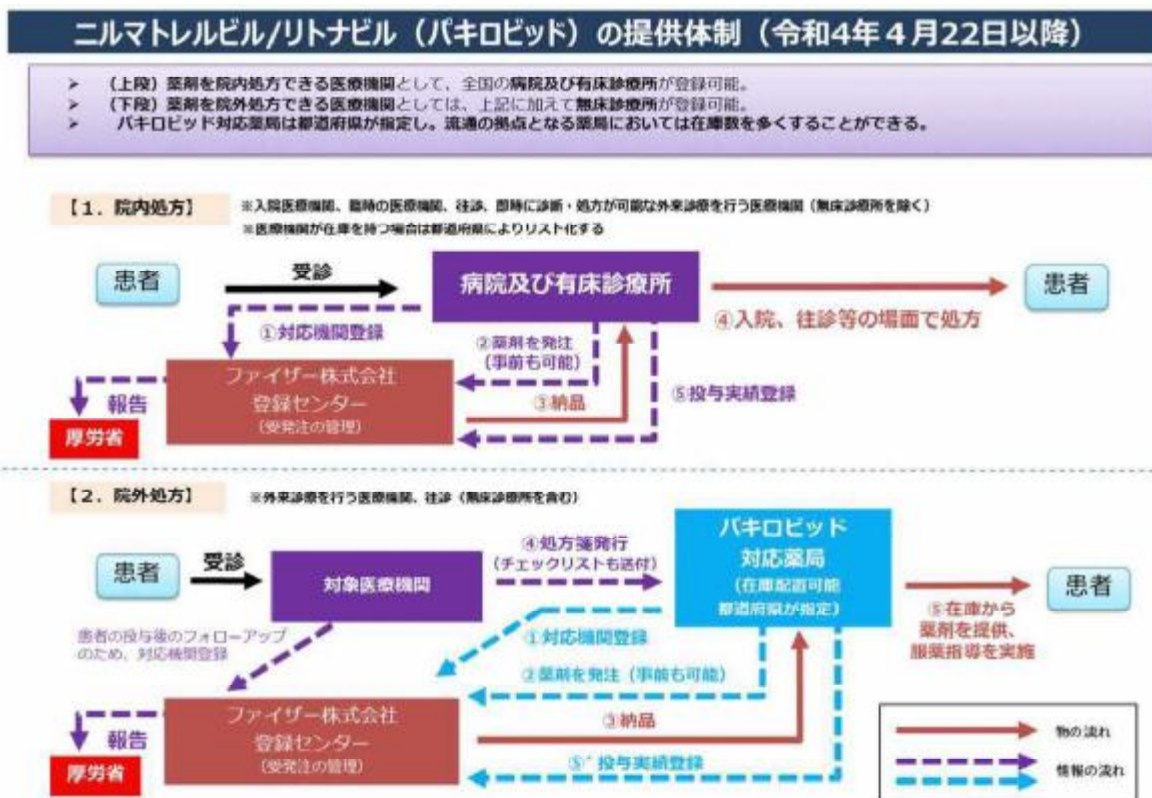 ニルマトレルビル/リトナビル（パキロビッド）の提供体制（令和4年４月22日以降）
➤ （上段）薬剤を院内処方できる医療機関として、全国の病院及び有床診療所が登録可能。
➤ （下段）薬剤を院外処方できる医療機関としては、上記に加えて無床診療所が登録可能。
➤ パキロビッド対応薬局は都道府県が指定し。流通の拠点となる薬局においては在庫数を多くすることができる。
【１．院内処方】
※入院医療機関、臨時の医療機関、往診、即時に診断・処方が可能な外来診療を行う医療機関（無床診療所を除く）
※医療機関が在庫を持つ場合は都道府県によりリスト化する
患者
受診
病院及び有床診療所
④入院、往診等の場面で処方
患者
①対応機関登録
②薬剤を発注
（事前も可能）
ファイザー株式会社
登録センター
（受発注の管理）
③納品
⑤投与実績登録
報告
厚労省
【２．院外処方】
※外来診療を行う医療機関、往診（無床診療所を含む）
患者
受診
対象医療機関
④処方箋発行
（チェックリストも送付）
パキロビッド
対応薬局
（在庫配置可能
都道府県が指定）
患者
⑤在庫から
薬剤を提供、
服薬指導を実施
患者の投与後のフォローアップ
のため、対応機関登録
①対応機関登録
②薬剤を発注（事前も可能）
ファイザー株式会社
登録センター
（受発注の管理）
③納品
⑤' 投与実績登録
報告
厚労省
物の流れ
情報の流れ